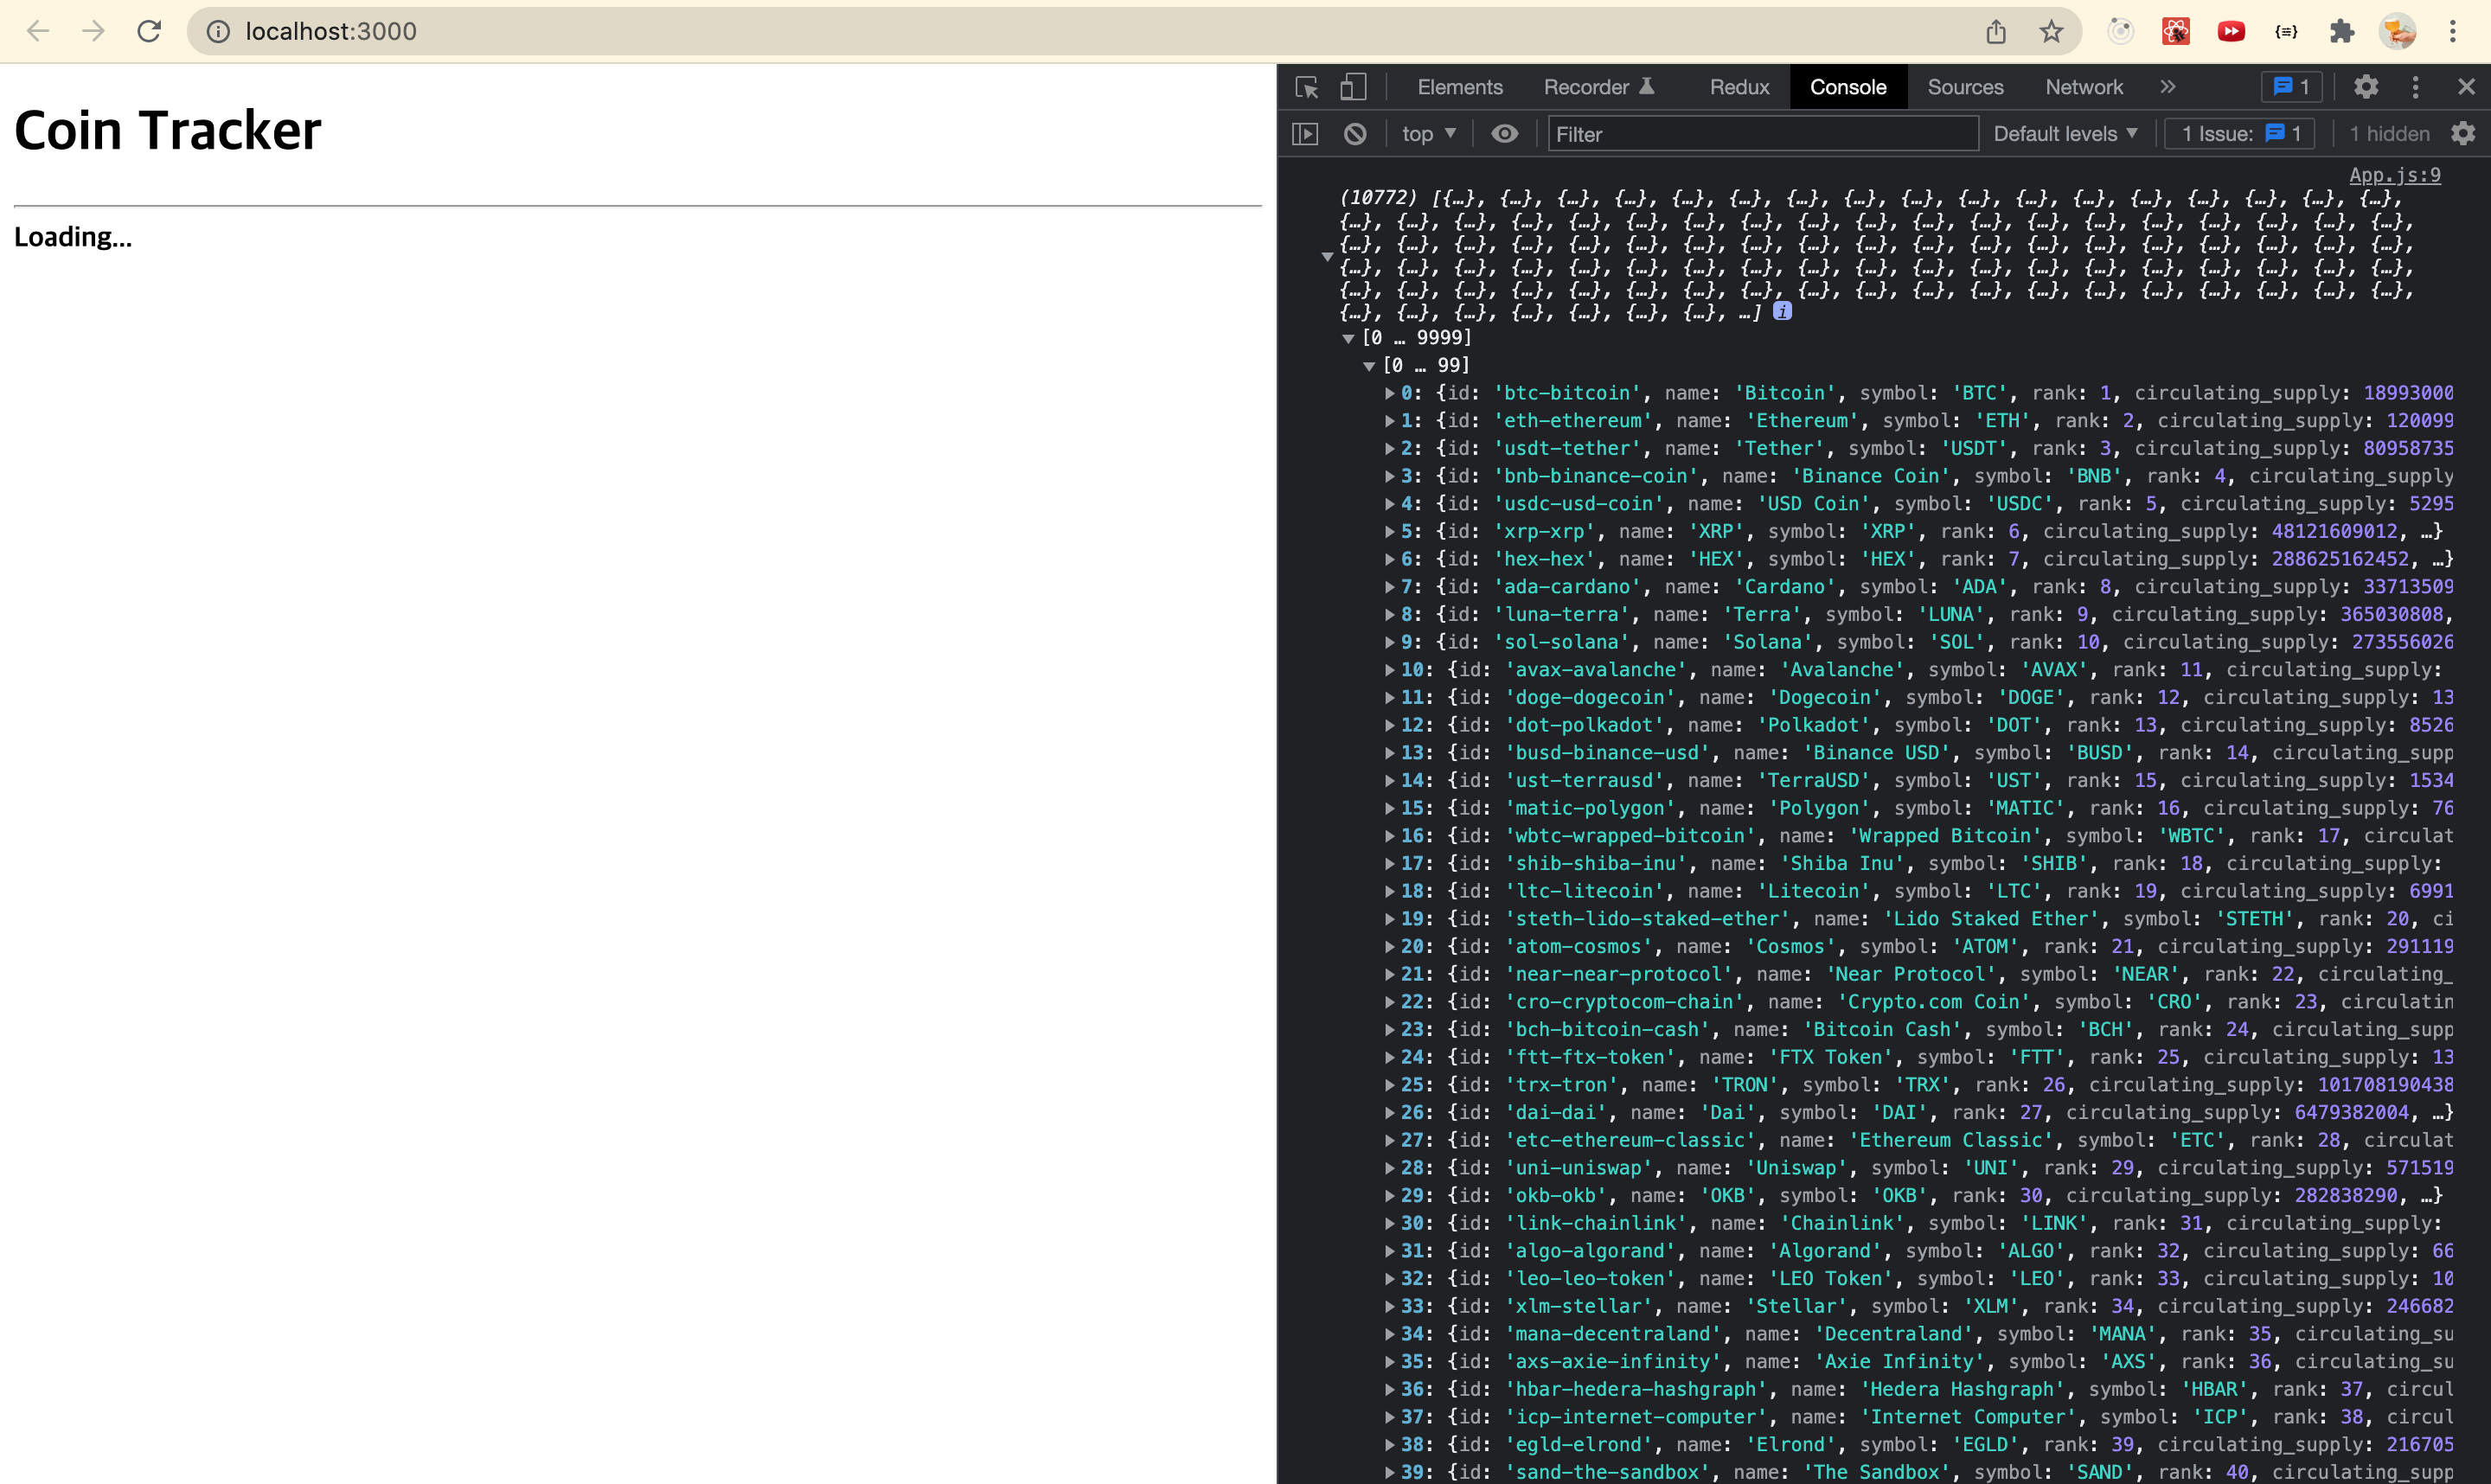 localhost:3000
Coin Tracker
Loading...
Elements Recorder Redux Console Sources Network 1
top Filter Default levels 1 Issue: 1 1 hidden
App.js:9
(10772) [{…}, {…}, {…}, {…}, {…}, {…}, {…}, {…}, {…}, {…}, {…}, {…}, {…}, {…}, {…}, {…}, {…},
{…}, {…}, {…}, {…}, {…}, {…}, {…}, {…}, {…}, {…}, {…}, {…}, {…}, {…}, {…}, {…}, {…}, {…}, {…},
{…}, {…}, {…}, {…}, {…}, {…}, {…}, {…}, {…}, {…}, {…}, {…}, {…}, {…}, {…}, {…}, {…}, {…}, {…},
{…}, {…}, {…}, {…}, {…}, {…}, {…}, {…}, {…}, {…}, {…}, {…}, {…}, {…}, {…}, {…}, {…}, {…}, {…},
{…}, {…}, {…}, {…}, {…}, {…}, {…}, {…}, {…}, {…}, {…}, {…}, {…}, {…}, {…}, {…}, {…}, {…}, {…},
{…}, {…}, {…}, {…}, {…}, {…}, {…}, …] i
[0 … 9999]
[0 … 99]
0: {id: 'btc-bitcoin', name: 'Bitcoin', symbol: 'BTC', rank: 1, circulating_supply: 18993000
1: {id: 'eth-ethereum', name: 'Ethereum', symbol: 'ETH', rank: 2, circulating_supply: 120099
2: {id: 'usdt-tether', name: 'Tether', symbol: 'USDT', rank: 3, circulating_supply: 80958735
3: {id: 'bnb-binance-coin', name: 'Binance Coin', symbol: 'BNB', rank: 4, circulating_supply
4: {id: 'usdc-usd-coin', name: 'USD Coin', symbol: 'USDC', rank: 5, circulating_supply: 5295
5: {id: 'xrp-xrp', name: 'XRP', symbol: 'XRP', rank: 6, circulating_supply: 48121609012, …}
6: {id: 'hex-hex', name: 'HEX', symbol: 'HEX', rank: 7, circulating_supply: 288625162452, …}
7: {id: 'ada-cardano', name: 'Cardano', symbol: 'ADA', rank: 8, circulating_supply: 33713509
8: {id: 'luna-terra', name: 'Terra', symbol: 'LUNA', rank: 9, circulating_supply: 365030808,
9: {id: 'sol-solana', name: 'Solana', symbol: 'SOL', rank: 10, circulating_supply: 273556026
10: {id: 'avax-avalanche', name: 'Avalanche', symbol: 'AVAX', rank: 11, circulating_supply:
11: {id: 'doge-dogecoin', name: 'Dogecoin', symbol: 'DOGE', rank: 12, circulating_supply: 13
12: {id: 'dot-polkadot', name: 'Polkadot', symbol: 'DOT', rank: 13, circulating_supply: 8526
13: {id: 'busd-binance-usd', name: 'Binance USD', symbol: 'BUSD', rank: 14, circulating_supp
14: {id: 'ust-terrausd', name: 'TerraUSD', symbol: 'UST', rank: 15, circulating_supply: 1534
15: {id: 'matic-polygon', name: 'Polygon', symbol: 'MATIC', rank: 16, circulating_supply: 76
16: {id: 'wbtc-wrapped-bitcoin', name: 'Wrapped Bitcoin', symbol: 'WBTC', rank: 17, circulat
17: {id: 'shib-shiba-inu', name: 'Shiba Inu', symbol: 'SHIB', rank: 18, circulating_supply:
18: {id: 'ltc-litecoin', name: 'Litecoin', symbol: 'LTC', rank: 19, circulating_supply: 6991
19: {id: 'steth-lido-staked-ether', name: 'Lido Staked Ether', symbol: 'STETH', rank: 20, ci
20: {id: 'atom-cosmos', name: 'Cosmos', symbol: 'ATOM', rank: 21, circulating_supply: 291119
21: {id: 'near-near-protocol', name: 'Near Protocol', symbol: 'NEAR', rank: 22, circulating_
22: {id: 'cro-cryptocom-chain', name: 'Crypto.com Coin', symbol: 'CRO', rank: 23, circulatin
23: {id: 'bch-bitcoin-cash', name: 'Bitcoin Cash', symbol: 'BCH', rank: 24, circulating_supp
24: {id: 'ftt-ftx-token', name: 'FTX Token', symbol: 'FTT', rank: 25, circulating_supply: 13
25: {id: 'trx-tron', name: 'TRON', symbol: 'TRX', rank: 26, circulating_supply: 101708190438
26: {id: 'dai-dai', name: 'Dai', symbol: 'DAI', rank: 27, circulating_supply: 6479382004, …}
27: {id: 'etc-ethereum-classic', name: 'Ethereum Classic', symbol: 'ETC', rank: 28, circulat
28: {id: 'uni-uniswap', name: 'Uniswap', symbol: 'UNI', rank: 29, circulating_supply: 571519
29: {id: 'okb-okb', name: 'OKB', symbol: 'OKB', rank: 30, circulating_supply: 282838290, …}
30: {id: 'link-chainlink', name: 'Chainlink', symbol: 'LINK', rank: 31, circulating_supply:
31: {id: 'algo-algorand', name: 'Algorand', symbol: 'ALGO', rank: 32, circulating_supply: 66
32: {id: 'leo-leo-token', name: 'LEO Token', symbol: 'LEO', rank: 33, circulating_supply: 10
33: {id: 'xlm-stellar', name: 'Stellar', symbol: 'XLM', rank: 34, circulating_supply: 246682
34: {id: 'mana-decentraland', name: 'Decentraland', symbol: 'MANA', rank: 35, circulating_su
35: {id: 'axs-axie-infinity', name: 'Axie Infinity', symbol: 'AXS', rank: 36, circulating_su
36: {id: 'hbar-hedera-hashgraph', name: 'Hedera Hashgraph', symbol: 'HBAR', rank: 37, circul
37: {id: 'icp-internet-computer', name: 'Internet Computer', symbol: 'ICP', rank: 38, circul
38: {id: 'egld-elrond', name: 'Elrond', symbol: 'EGLD', rank: 39, circulating_supply: 216705
39: {id: 'sand-the-sandbox', name: 'The Sandbox', symbol: 'SAND', rank: 40, circulating_supp